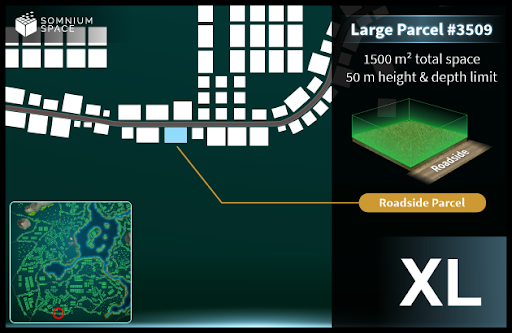 SOMNIUM
SPACE
Large Parcel #3509
1500 m² total space
50 m height & depth limit
Roadside
Roadside Parcel
XL